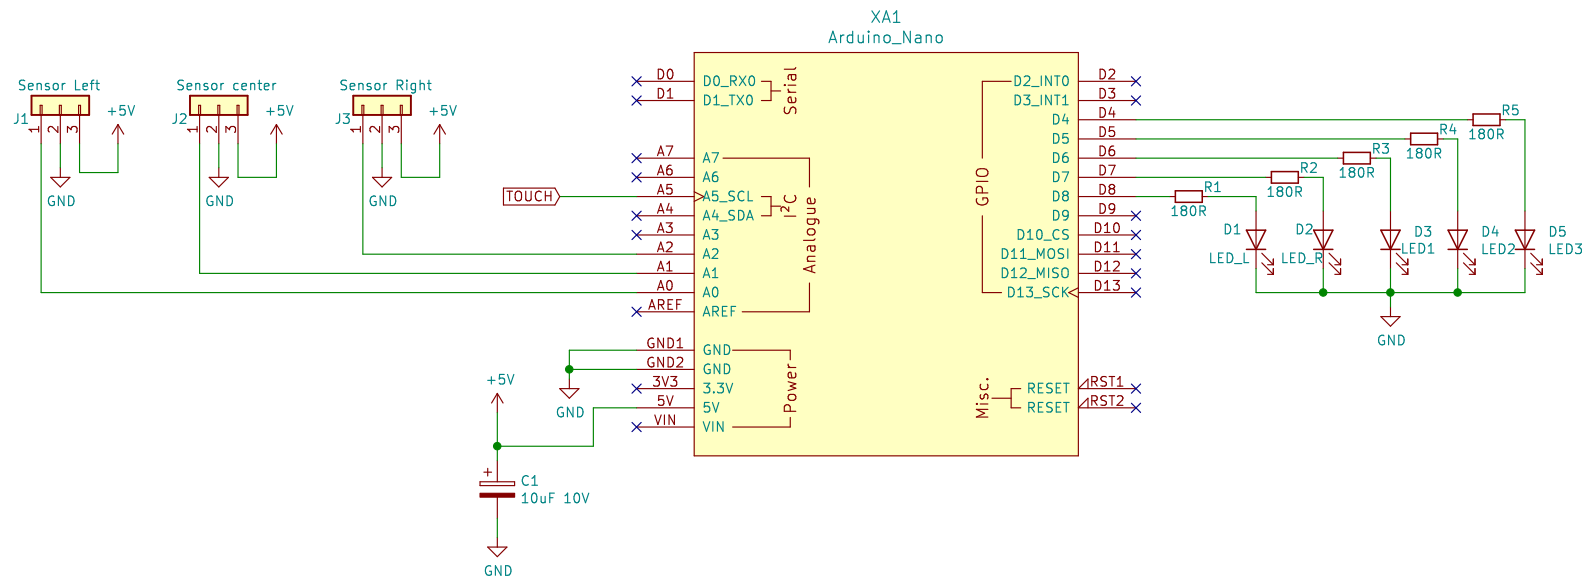 XA1
Arduino_Nano
Sensor Left
J1
1 2 3
+5V
GND
Sensor center
J2
1 2 3
+5V
GND
Sensor Right
J3
1 2 3
+5V
GND
TOUCH
D0 D0_RX0
D1 D1_TX0
Serial
A7 A7
A6 A6
A5 A5_SCL
A4 A4_SDA
I²C
A3 A3
A2 A2
A1 A1
A0 A0
AREF AREF
Analogue
GND1 GND
GND2 GND
3V3 3.3V
5V 5V
VIN VIN
Power
GND
+5V
+
C1
10uF 10V
GND
D2_INT0 D2
D3_INT1 D3
D4 D4
D5 D5
D6 D6
D7 D7
D8 D8
D9 D9
D10_CS D10
D11_MOSI D11
D12_MISO D12
D13_SCK D13
GPIO
RESET RST1
RESET RST2
Misc.
R5
180R
R4
180R
R3
180R
R2
180R
R1
180R
D1
LED_L
D2
LED_R
D3
LED1
D4
LED2
D5
LED3
GND